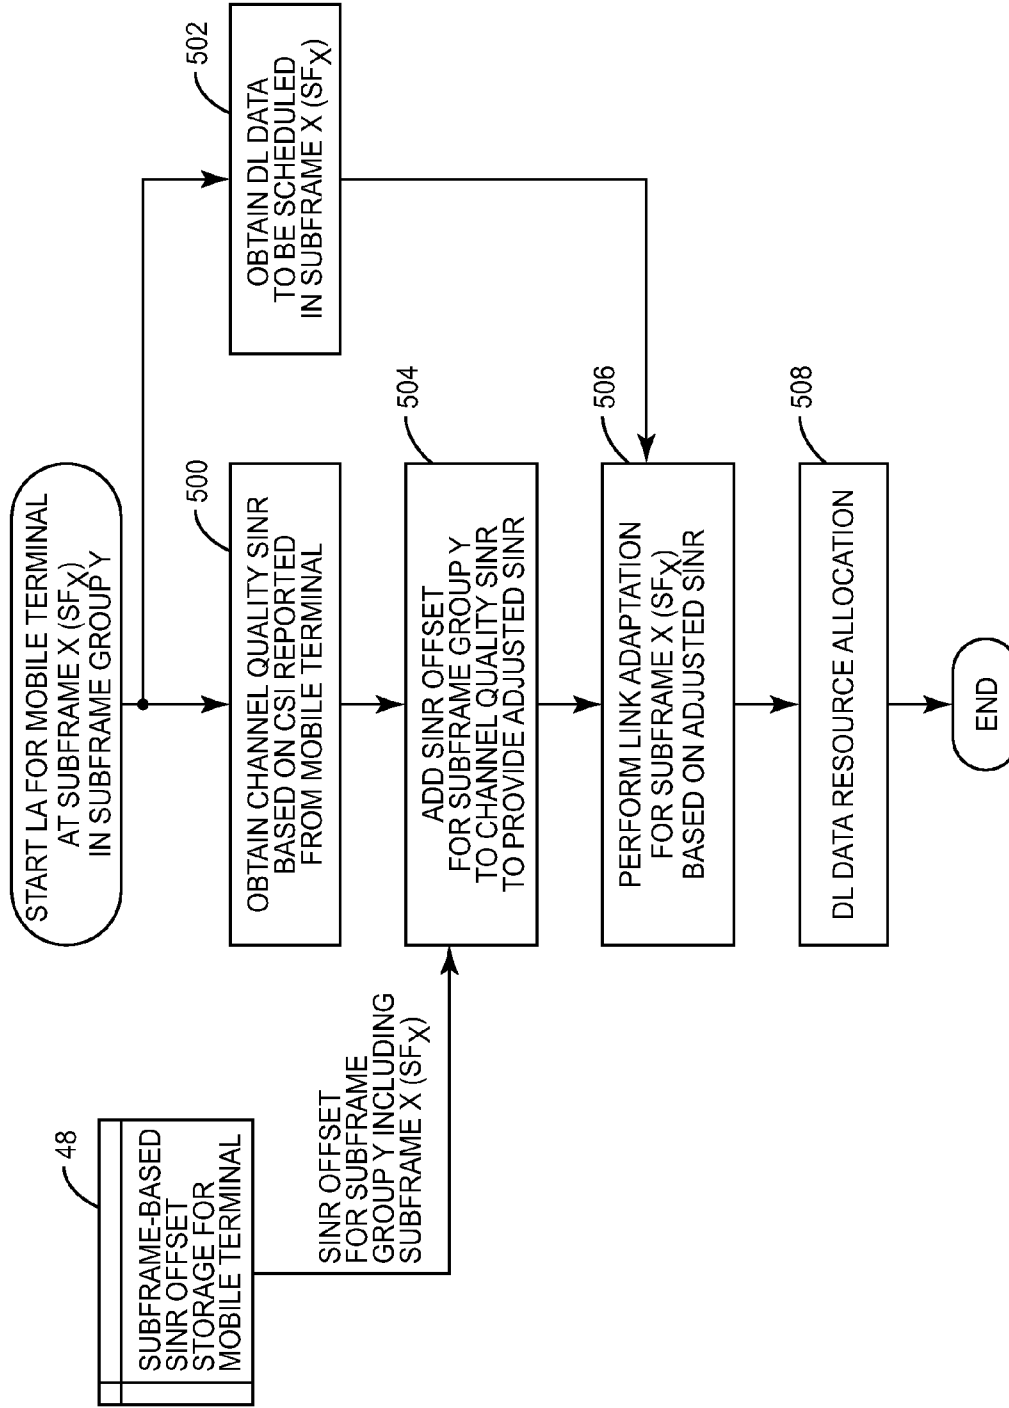 START LA FOR MOBILE TERMINAL
AT SUBFRAME X (SFX)
IN SUBFRAME GROUP Y
502
OBTAIN DL DATA
TO BE SCHEDULED
IN SUBFRAME X (SFX)
500
OBTAIN CHANNEL QUALITY SINR
BASED ON CSI REPORTED
FROM MOBILE TERMINAL
48
SUBFRAME-BASED
SINR OFFSET
STORAGE FOR
MOBILE TERMINAL
SINR OFFSET
FOR SUBFRAME
GROUP Y INCLUDING
SUBFRAME X (SFX)
504
ADD SINR OFFSET
FOR SUBFRAME GROUP Y
TO CHANNEL QUALITY SINR
TO PROVIDE ADJUSTED SINR
506
PERFORM LINK ADAPTATION
FOR SUBFRAME X (SFX)
BASED ON ADJUSTED SINR
508
DL DATA RESOURCE ALLOCATION
END